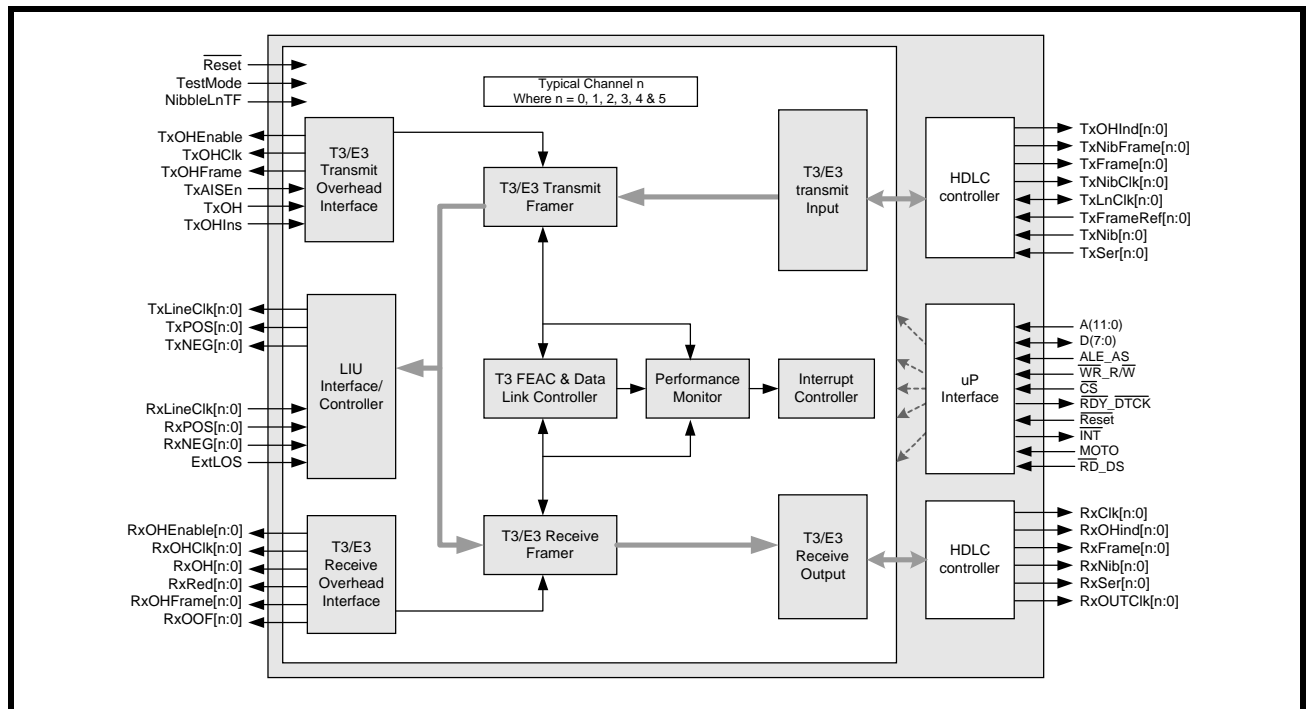 Reset
TestMode
NibbleLnTF
Typical Channel n
Where n = 0, 1, 2, 3, 4 & 5
TxOHEnable
TxOHClk
TxOHFrame
TxAISEn
TxOH
TxOHIns
T3/E3
Transmit
Overhead
Interface
T3/E3 Transmit
Framer
T3/E3
transmit
Input
HDLC
controller
TxOHInd[n:0]
TxNibFrame[n:0]
TxFrame[n:0]
TxNibClk[n:0]
TxLnClk[n:0]
TxFrameRef[n:0]
TxNib[n:0]
TxSer[n:0]
TxLineClk[n:0]
TxPOS[n:0]
TxNEG[n:0]
RxLineClk[n:0]
RxPOS[n:0]
RxNEG[n:0]
ExtLOS
LIU
Interface/
Controller
T3 FEAC & Data
Link Controller
Performance
Monitor
Interrupt
Controller
uP
Interface
A(11:0)
D(7:0)
ALE_AS
WR_R/W
CS
RDY_DTCK
Reset
INT
MOTO
RD_DS
RxOHEnable[n:0]
RxOHClk[n:0]
RxOH[n:0]
RxRed[n:0]
RxOHFrame[n:0]
RxOOF[n:0]
T3/E3
Receive
Overhead
Interface
T3/E3 Receive
Framer
T3/E3
Receive
Output
HDLC
controller
RxClk[n:0]
RxOHind[n:0]
RxFrame[n:0]
RxNib[n:0]
RxSer[n:0]
RxOUTClk[n:0]